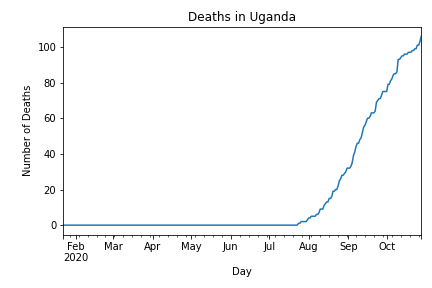 Deaths in Uganda
100
80
60
40
20
0
Number of Deaths
Feb Mar Apr May Jun Jul Aug Sep Oct
2020
Day